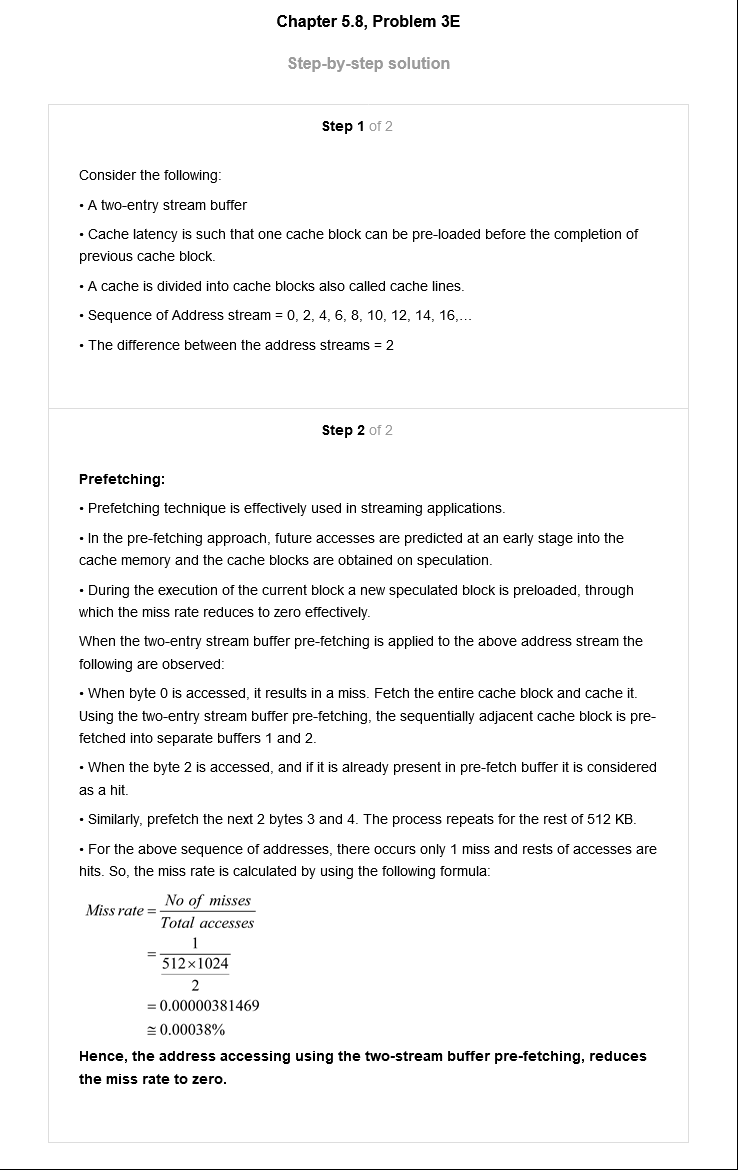 Chapter 5.8, Problem 3E
Step-by-step solution
Step 1 of 2
Consider the following:
• A two-entry stream buffer
• Cache latency is such that one cache block can be pre-loaded before the completion of
previous cache block.
• A cache is divided into cache blocks also called cache lines.
• Sequence of Address stream = 0, 2, 4, 6, 8, 10, 12, 14, 16,…
• The difference between the address streams = 2
Step 2 of 2
Prefetching:
• Prefetching technique is effectively used in streaming applications.
• In the pre-fetching approach, future accesses are predicted at an early stage into the
cache memory and the cache blocks are obtained on speculation.
• During the execution of the current block a new speculated block is preloaded, through
which the miss rate reduces to zero effectively.
When the two-entry stream buffer pre-fetching is applied to the above address stream the
following are observed:
• When byte 0 is accessed, it results in a miss. Fetch the entire cache block and cache it.
Using the two-entry stream buffer pre-fetching, the sequentially adjacent cache block is pre-
fetched into separate buffers 1 and 2.
• When the byte 2 is accessed, and if it is already present in pre-fetch buffer it is considered
as a hit.
• Similarly, prefetch the next 2 bytes 3 and 4. The process repeats for the rest of 512 KB.
• For the above sequence of addresses, there occurs only 1 miss and rests of accesses are
hits. So, the miss rate is calculated by using the following formula:
Miss rate = No of misses
Total accesses
= 1
512×1024
2
= 0.00000381469
≅ 0.00038%
Hence, the address accessing using the two-stream buffer pre-fetching, reduces
the miss rate to zero.